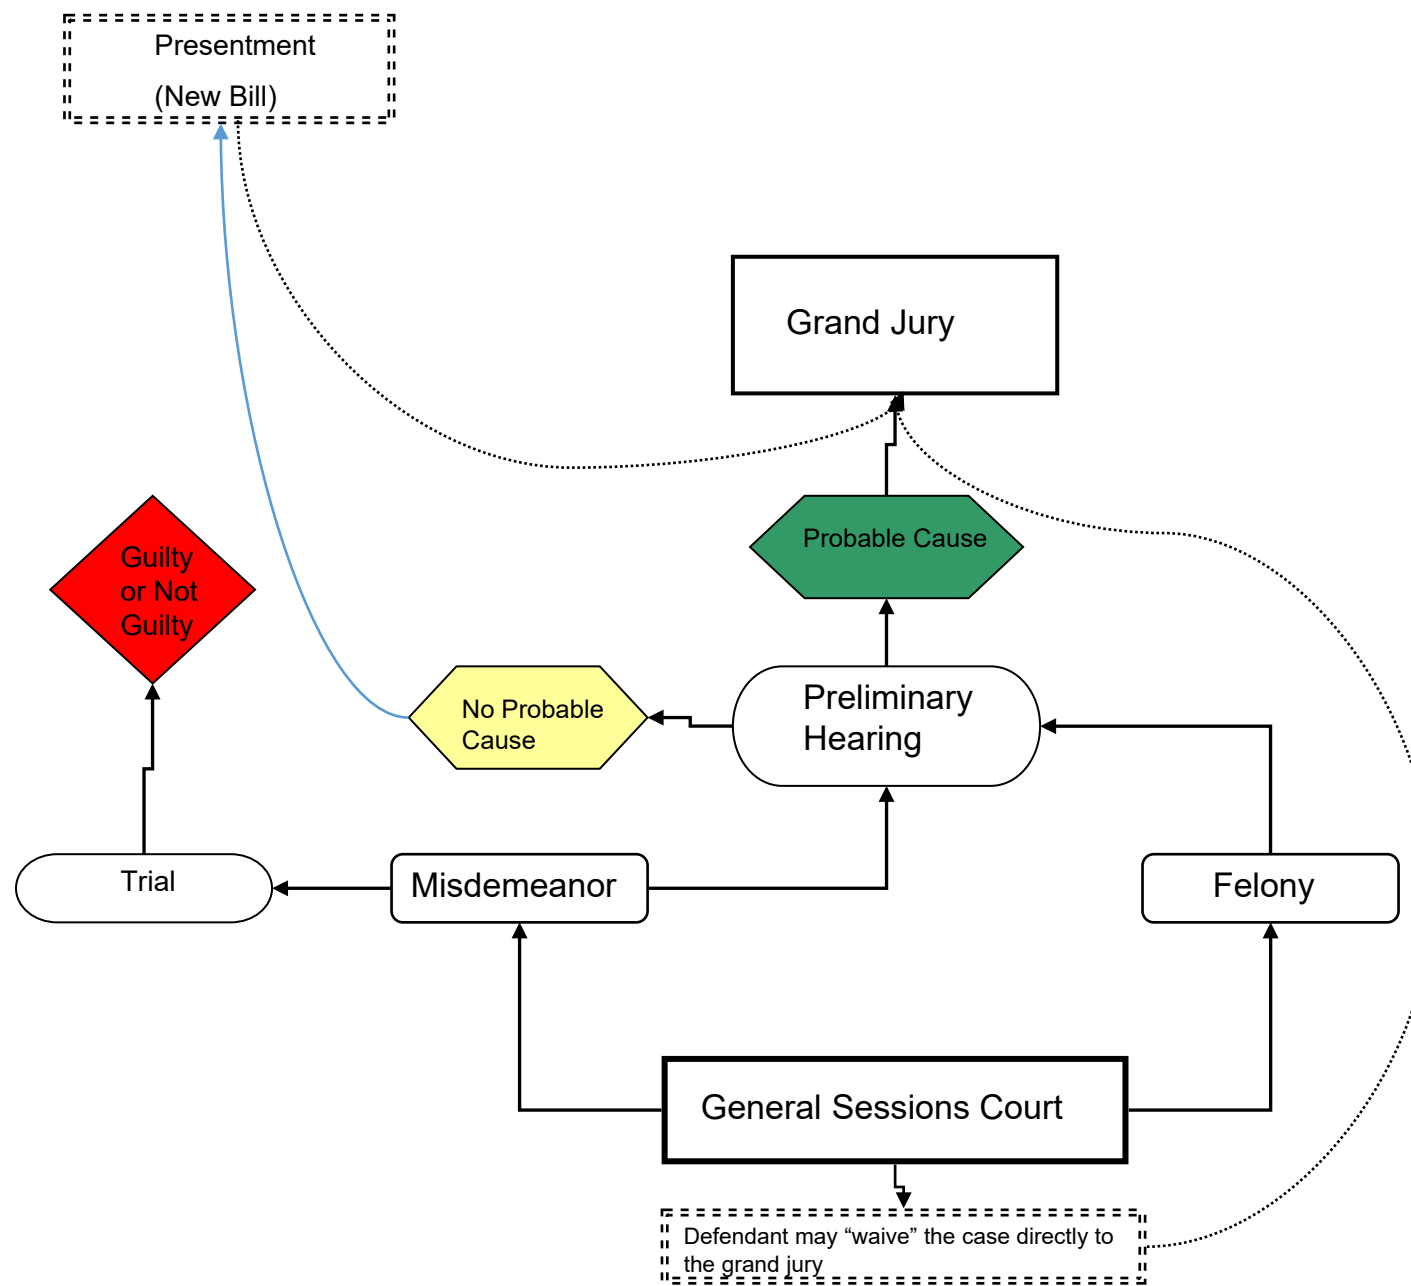 Presentment
(New Bill)
Grand Jury
Probable Cause
Guilty
or Not
Guilty
Preliminary
Hearing
No Probable
Cause
Trial
Misdemeanor
Felony
General Sessions Court
Defendant may “waive” the case directly to
the grand jury